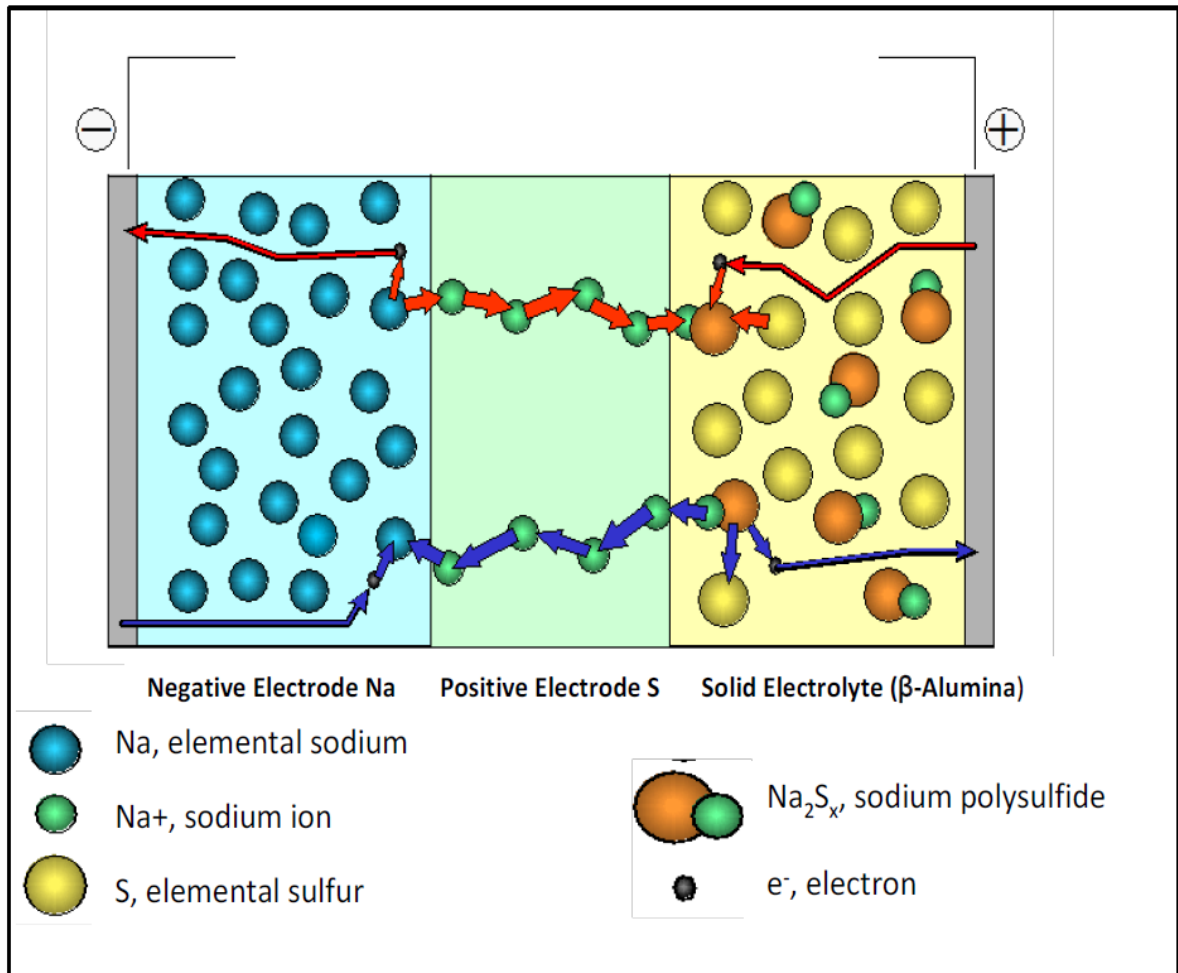 − +
Negative Electrode Na Positive Electrode S Solid Electrolyte (β-Alumina)
Na, elemental sodium
Na+, sodium ion
S, elemental sulfur
Na₂Sₓ, sodium polysulfide
e⁻, electron